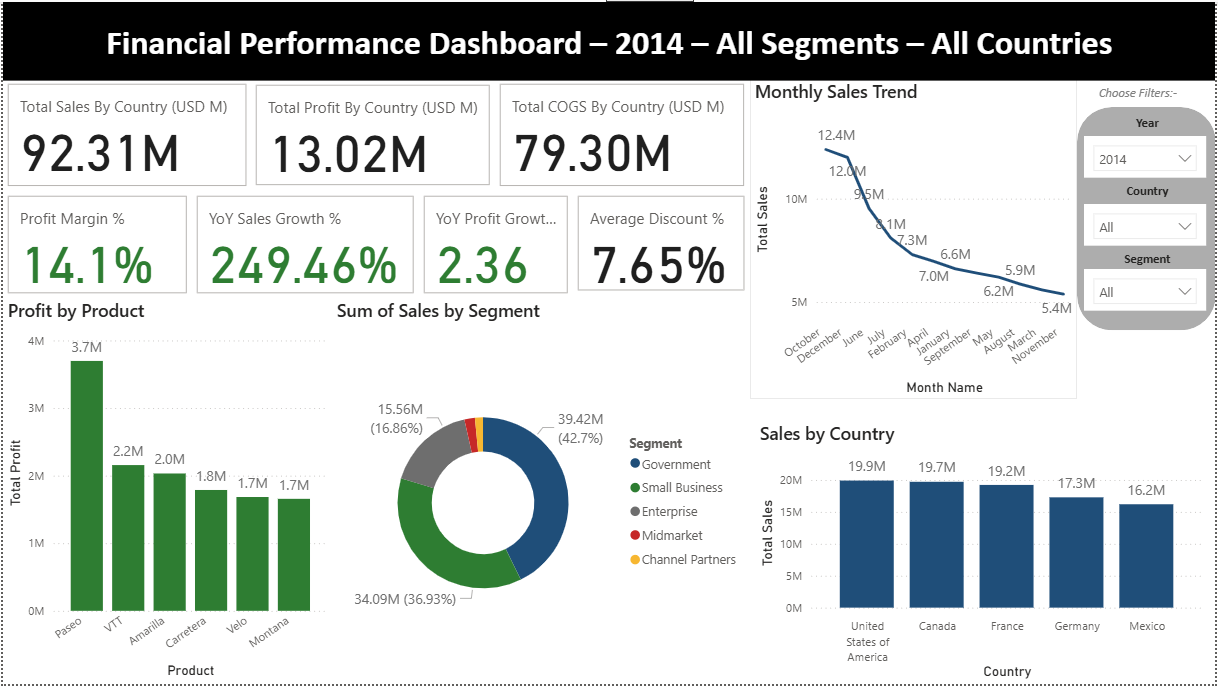 Financial Performance Dashboard – 2014 – All Segments – All Countries
Total Sales By Country (USD M)
92.31M
Total Profit By Country (USD M)
13.02M
Total COGS By Country (USD M)
79.30M
Profit Margin %
14.1%
YoY Sales Growth %
249.46%
YoY Profit Growt...
2.36
Average Discount %
7.65%
Monthly Sales Trend
Total Sales
10M
5M
12.4M
12.0M
9.5M
8.1M
7.3M
7.0M
6.6M
6.2M
5.9M
5.4M
October
December
June
July
February
April
January
September
May
August
March
November
Month Name
Choose Filters:-
Year
2014
Country
All
Segment
All
Profit by Product
Total Profit
4M
3M
2M
1M
0M
3.7M
2.2M
2.0M
1.8M
1.7M
1.7M
Paseo
VTT
Amarilla
Carretera
Velo
Montana
Product
Sum of Sales by Segment
15.56M
(16.86%)
39.42M
(42.7%)
34.09M (36.93%)
Segment
Government
Small Business
Enterprise
Midmarket
Channel Partners
Sales by Country
Total Sales
20M
15M
10M
5M
0M
19.9M
19.7M
19.2M
17.3M
16.2M
United
States of
America
Canada
France
Germany
Mexico
Country